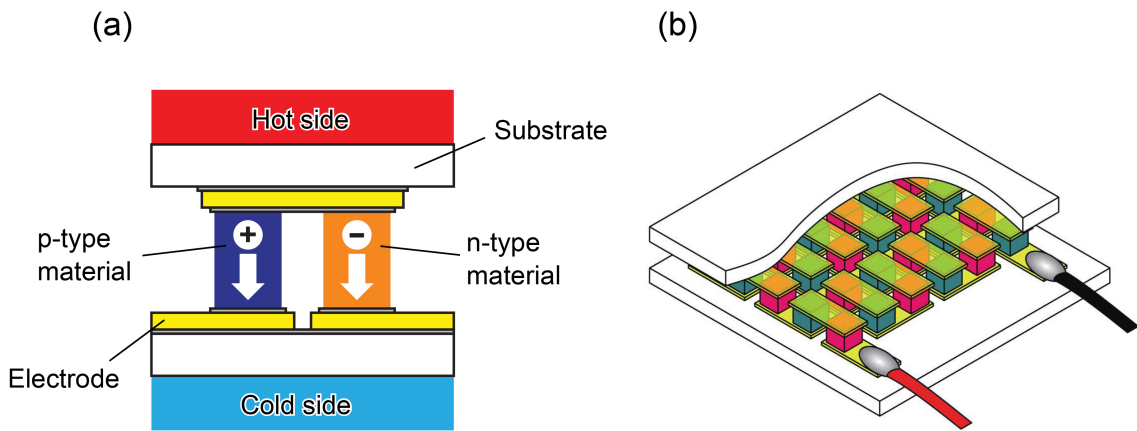 (a)
(b)
Hot side
Substrate
+
−
p-type
material
n-type
material
Electrode
Cold side